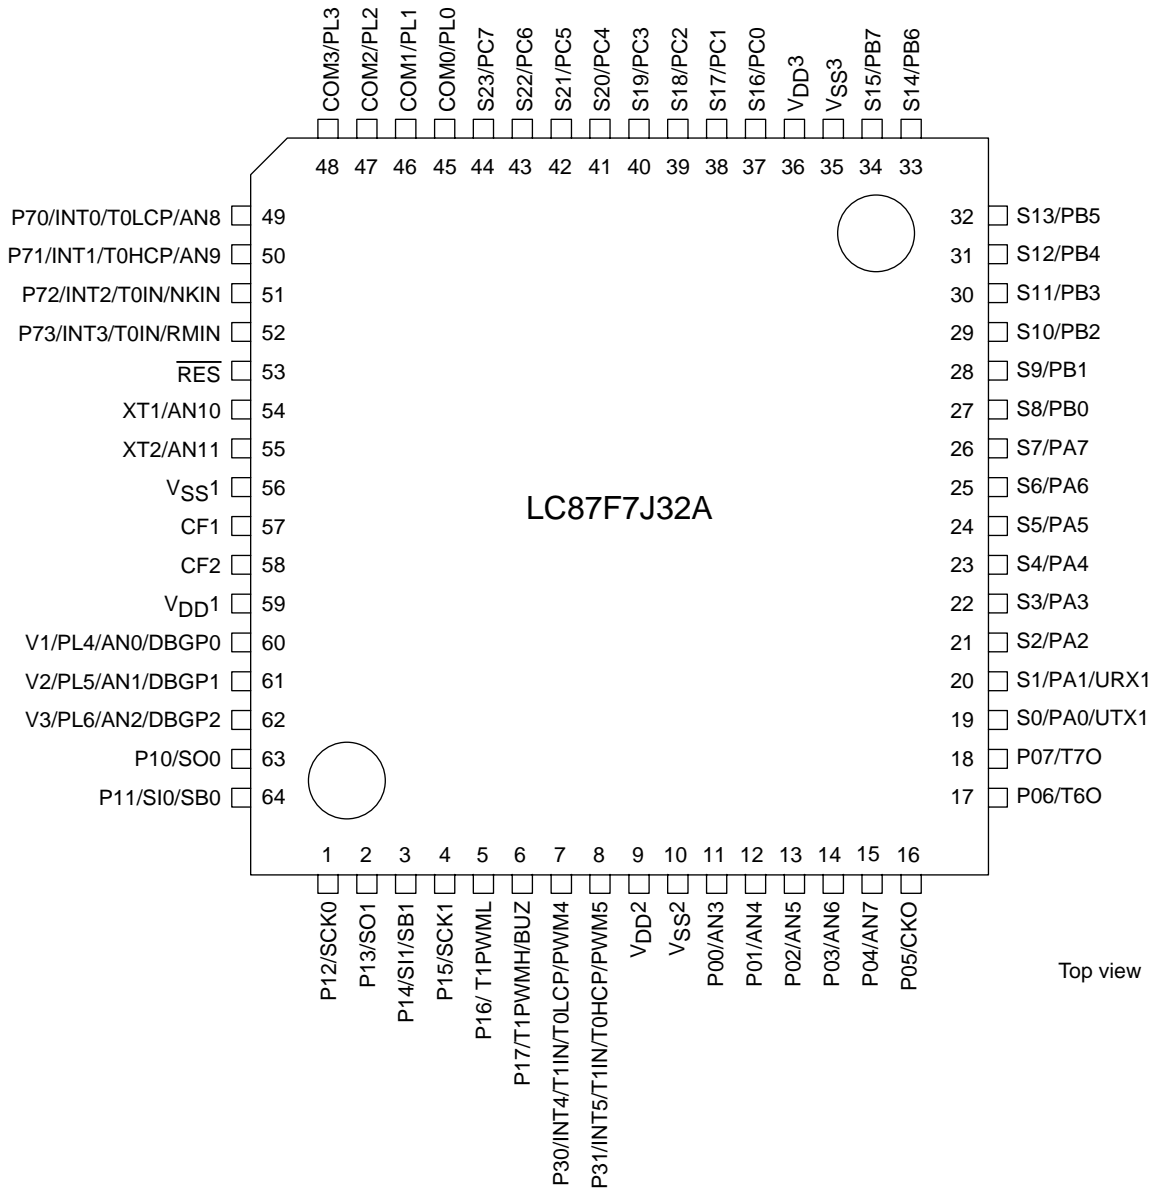 COM3/PL3
COM2/PL2
COM1/PL1
COM0/PL0
S23/PC7
S22/PC6
S21/PC5
S20/PC4
S19/PC3
S18/PC2
S17/PC1
S16/PC0
VDD3
VSS3
S15/PB7
S14/PB6
48 47 46 45 44 43 42 41 40 39 38 37 36 35 34 33
P70/INT0/T0LCP/AN8 49
P71/INT1/T0HCP/AN9 50
P72/INT2/T0IN/NKIN 51
P73/INT3/T0IN/RMIN 52
RES 53
XT1/AN10 54
XT2/AN11 55
VSS1 56
CF1 57
CF2 58
VDD1 59
V1/PL4/AN0/DBGP0 60
V2/PL5/AN1/DBGP1 61
V3/PL6/AN2/DBGP2 62
P10/SO0 63
P11/SI0/SB0 64
LC87F7J32A
32 S13/PB5
31 S12/PB4
30 S11/PB3
29 S10/PB2
28 S9/PB1
27 S8/PB0
26 S7/PA7
25 S6/PA6
24 S5/PA5
23 S4/PA4
22 S3/PA3
21 S2/PA2
20 S1/PA1/URX1
19 S0/PA0/UTX1
18 P07/T7O
17 P06/T6O
1 2 3 4 5 6 7 8 9 10 11 12 13 14 15 16
P12/SCK0
P13/SO1
P14/SI1/SB1
P15/SCK1
P16/ T1PWML
P17/T1PWMH/BUZ
P30/INT4/T1IN/T0LCP/PWM4
P31/INT5/T1IN/T0HCP/PWM5
VDD2
VSS2
P00/AN3
P01/AN4
P02/AN5
P03/AN6
P04/AN7
P05/CKO
Top view